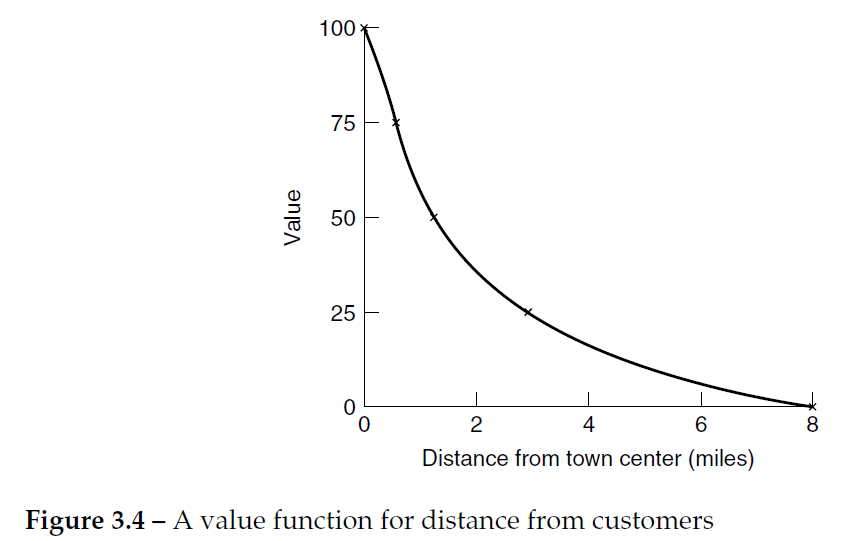 100
75
50
25
0
Value
0 2 4 6 8
Distance from town center (miles)
Figure 3.4 – A value function for distance from customers